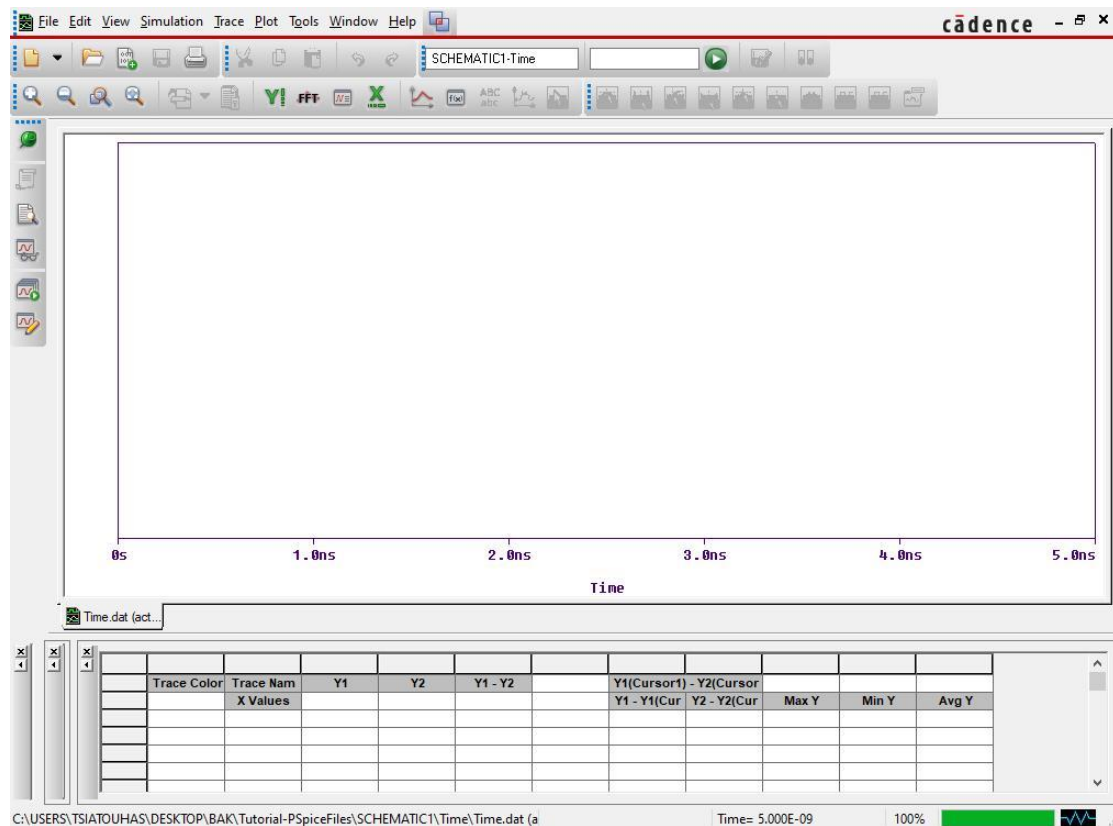 File Edit View Simulation Trace Plot Tools Window Help
cādence
SCHEMATIC1-Time
FFT
ABC
abc
f(x)
0s 1.0ns 2.0ns 3.0ns 4.0ns 5.0ns
Time
Time.dat (act...
Trace Color Trace Nam Y1 Y2 Y1 - Y2 Y1(Cursor1) - Y2(Cursor
X Values Y1 - Y1(Cur Y2 - Y2(Cur Max Y Min Y Avg Y
C:\USERS\TSIATOUHAS\DESKTOP\BAK\Tutorial-PSpiceFiles\SCHEMATIC1\Time\Time.dat (a Time= 5.000E-09 100%